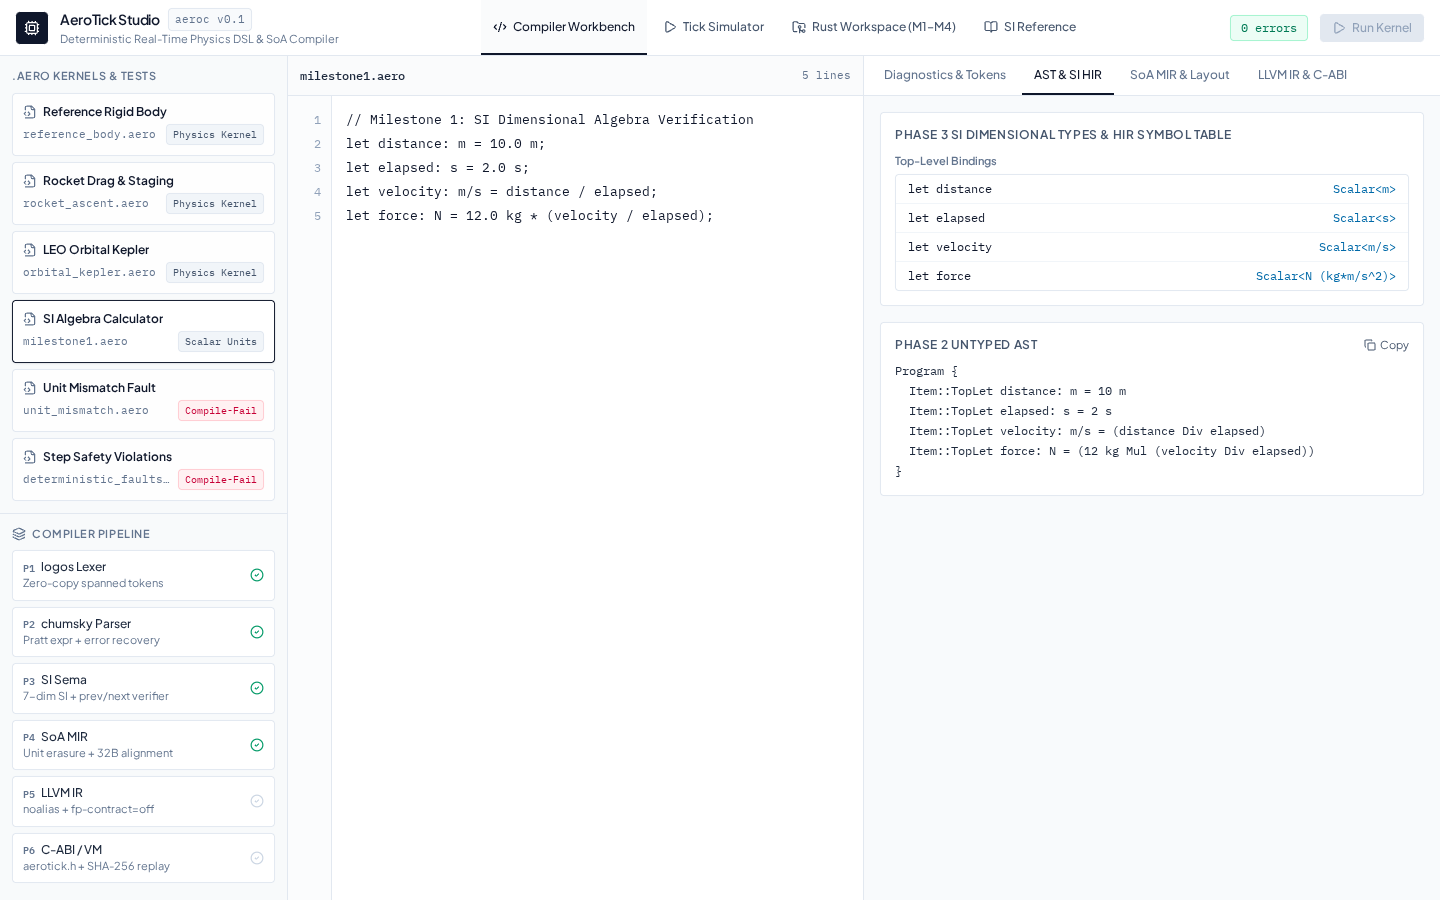 AeroTick Studio aeroc v0.1
Deterministic Real-Time Physics DSL & SoA Compiler
Compiler Workbench
Tick Simulator
Rust Workspace (M1–M4)
SI Reference
0 errors
Run Kernel
.AERO KERNELS & TESTS
Reference Rigid Body
reference_body.aero Physics Kernel
Rocket Drag & Staging
rocket_ascent.aero Physics Kernel
LEO Orbital Kepler
orbital_kepler.aero Physics Kernel
SI Algebra Calculator
milestone1.aero Scalar Units
Unit Mismatch Fault
unit_mismatch.aero Compile-Fail
Step Safety Violations
deterministic_faults… Compile-Fail
COMPILER PIPELINE
P1 logos Lexer
Zero-copy spanned tokens
P2 chumsky Parser
Pratt expr + error recovery
P3 SI Sema
7-dim SI + prev/next verifier
P4 SoA MIR
Unit erasure + 32B alignment
P5 LLVM IR
noalias + fp-contract=off
P6 C-ABI / VM
aerotick.h + SHA-256 replay
milestone1.aero 5 lines
1 // Milestone 1: SI Dimensional Algebra Verification
2 let distance: m = 10.0 m;
3 let elapsed: s = 2.0 s;
4 let velocity: m/s = distance / elapsed;
5 let force: N = 12.0 kg * (velocity / elapsed);
Diagnostics & Tokens
AST & SI HIR
SoA MIR & Layout
LLVM IR & C-ABI
PHASE 3 SI DIMENSIONAL TYPES & HIR SYMBOL TABLE
Top-Level Bindings
let distance Scalar<m>
let elapsed Scalar<s>
let velocity Scalar<m/s>
let force Scalar<N (kg*m/s^2)>
PHASE 2 UNTYPED AST Copy
Program {
Item::TopLet distance: m = 10 m
Item::TopLet elapsed: s = 2 s
Item::TopLet velocity: m/s = (distance Div elapsed)
Item::TopLet force: N = (12 kg Mul (velocity Div elapsed))
}